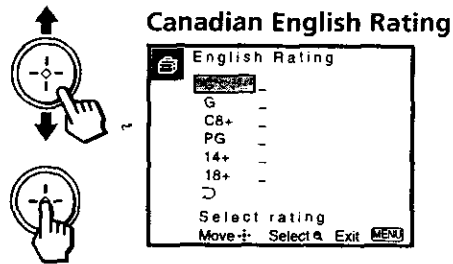 Canadian English Rating
English Rating
_
G _
C8+ _
PG _
14+ _
18+ _
Select rating
Move Select Exit MENU